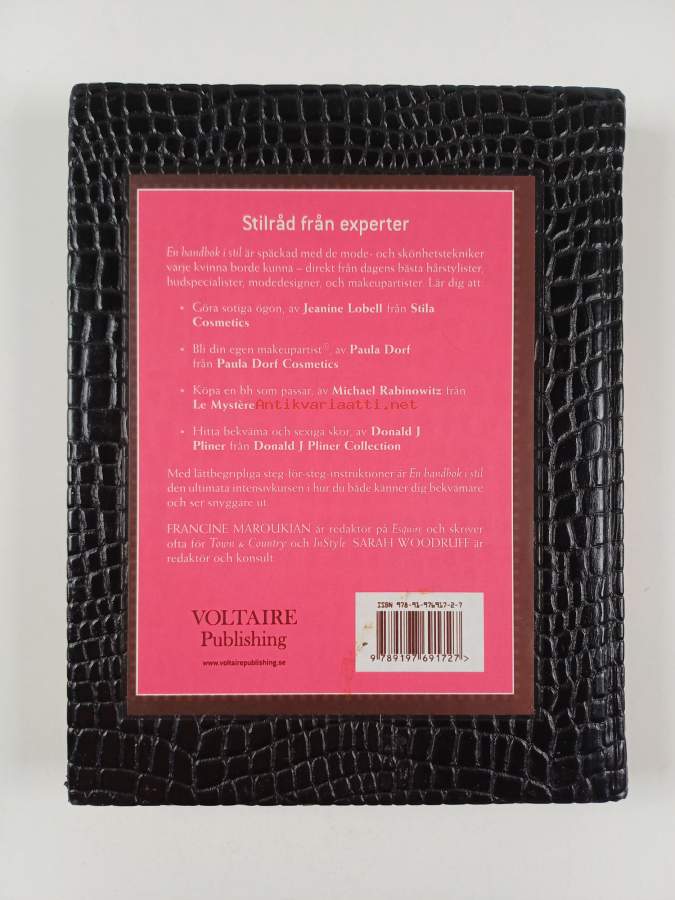 Stilråd från experter
En handbok i stil är späckad med de mode- och skönhetstekniker
varje kvinna borde kunna – direkt från dagens bästa hårstylister,
hudspecialister, modedesigner, och makeupartister. Lär dig att
• Göra sotiga ögon, av Jeanine Lobell från Stila
Cosmetics
• Bli din egen makeupartist®, av Paula Dorf
från Paula Dorf Cosmetics
• Köpa en bh som passar, av Michael Rabinowitz från
Le Mystère
Antikvariaatti.net
• Hitta bekväma och sexiga skor, av Donald J
Pliner från Donald J Pliner Collection
Med lättbegripliga steg-för-steg-instruktioner är En handbok i stil
den ultimata intensivkursen i hur du både känner dig bekvämare
och ser snyggare ut.
FRANCINE MAROUKIAN är redaktör på Esquire och skriver
ofta för Town & Country och InStyle. SARAH WOODRUFF är
redaktör och konsult.
VOLTAIRE
Publishing
www.voltairepublishing.se
ISBN 978-91-976917-2-7
9 789197 691727 >